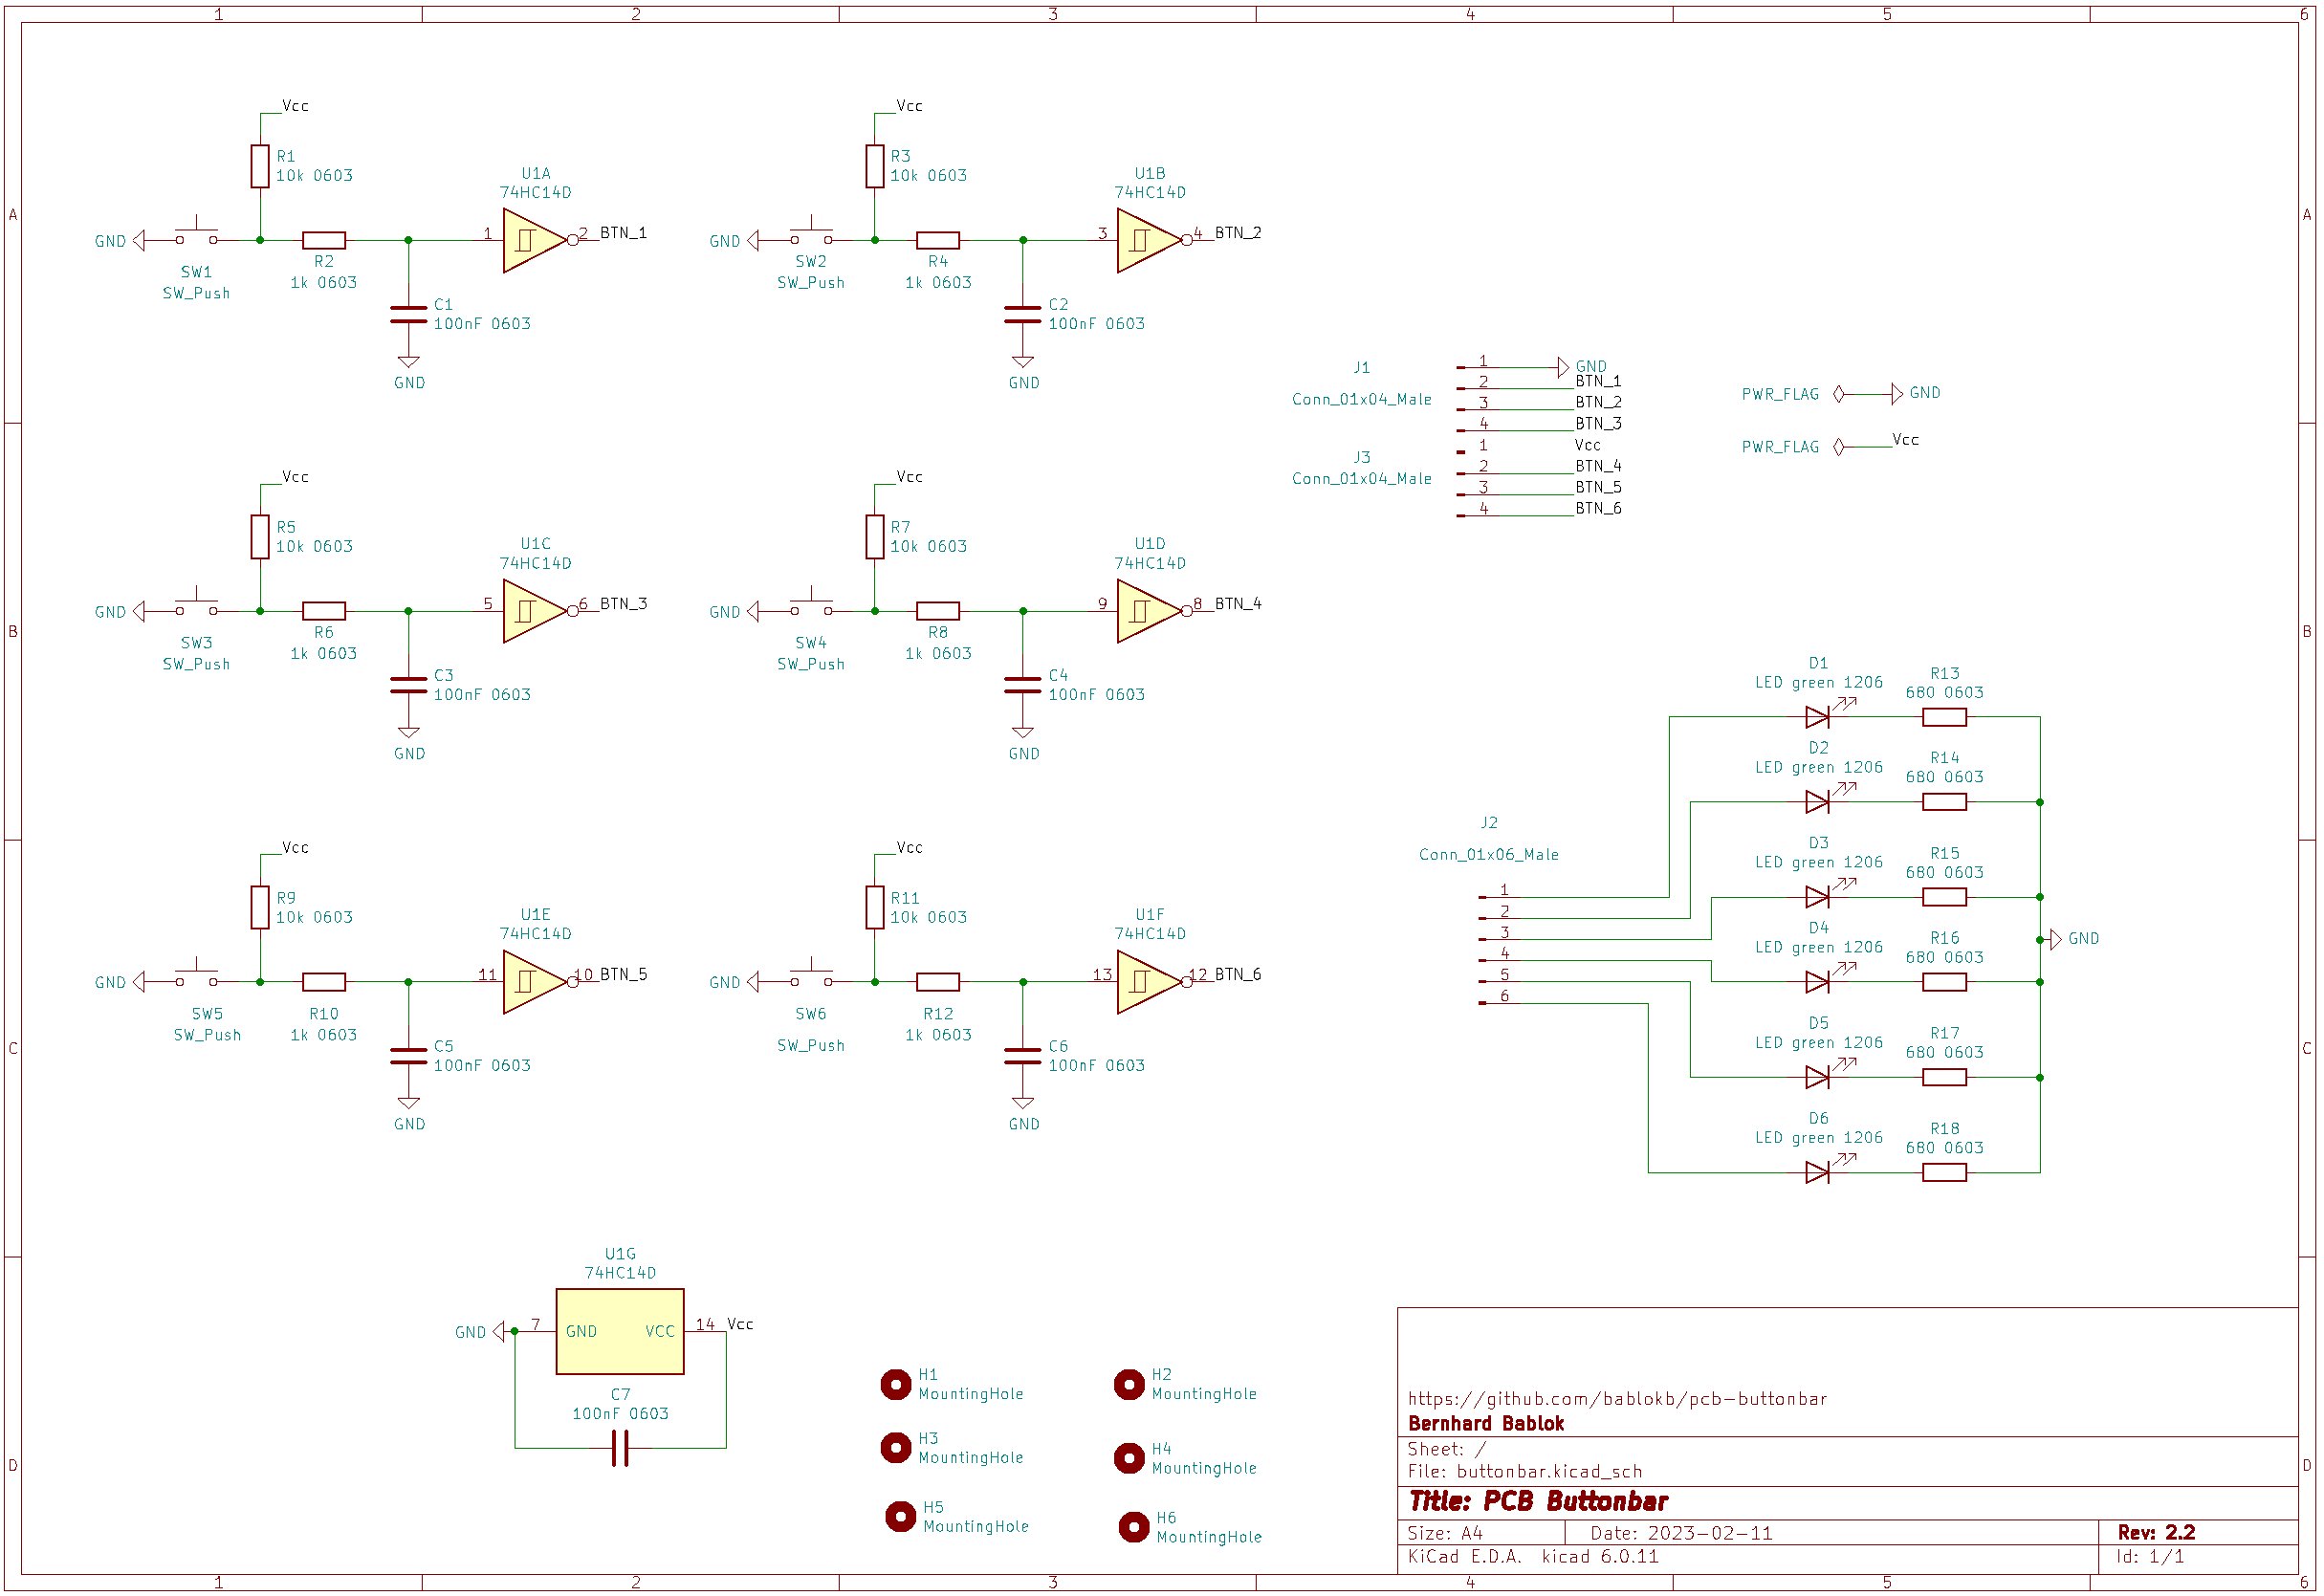 1 2 3 4 5 6
A
B
C
D
Vcc
R1
10k 0603
U1A
74HC14D
GND
1
2
BTN_1
SW1
SW_Push
R2
1k 0603
C1
100nF 0603
GND
Vcc
R3
10k 0603
U1B
74HC14D
GND
3
4
BTN_2
SW2
SW_Push
R4
1k 0603
C2
100nF 0603
GND
J1
Conn_01x04_Male
1 GND
2 BTN_1
3 BTN_2
4 BTN_3
J3
Conn_01x04_Male
1 Vcc
2 BTN_4
3 BTN_5
4 BTN_6
PWR_FLAG GND
PWR_FLAG Vcc
Vcc
R5
10k 0603
U1C
74HC14D
GND
5
6
BTN_3
SW3
SW_Push
R6
1k 0603
C3
100nF 0603
GND
Vcc
R7
10k 0603
U1D
74HC14D
GND
9
8
BTN_4
SW4
SW_Push
R8
1k 0603
C4
100nF 0603
GND
Vcc
R9
10k 0603
U1E
74HC14D
GND
11
10
BTN_5
SW5
SW_Push
R10
1k 0603
C5
100nF 0603
GND
Vcc
R11
10k 0603
U1F
74HC14D
GND
13
12
BTN_6
SW6
SW_Push
R12
1k 0603
C6
100nF 0603
GND
J2
Conn_01x06_Male
1
2
3
4
5
6
D1
LED green 1206
R13
680 0603
D2
LED green 1206
R14
680 0603
D3
LED green 1206
R15
680 0603
D4
LED green 1206
R16
680 0603
GND
D5
LED green 1206
R17
680 0603
D6
LED green 1206
R18
680 0603
U1G
74HC14D
GND 7 GND VCC 14 Vcc
C7
100nF 0603
H1
MountingHole
H2
MountingHole
H3
MountingHole
H4
MountingHole
H5
MountingHole
H6
MountingHole
https://github.com/bablokb/pcb-buttonbar
Bernhard Bablok
Sheet: /
File: buttonbar.kicad_sch
Title: PCB Buttonbar
Size: A4 Date: 2023-02-11 Rev: 2.2
KiCad E.D.A. kicad 6.0.11 Id: 1/1
A
B
C
D
1 2 3 4 5 6